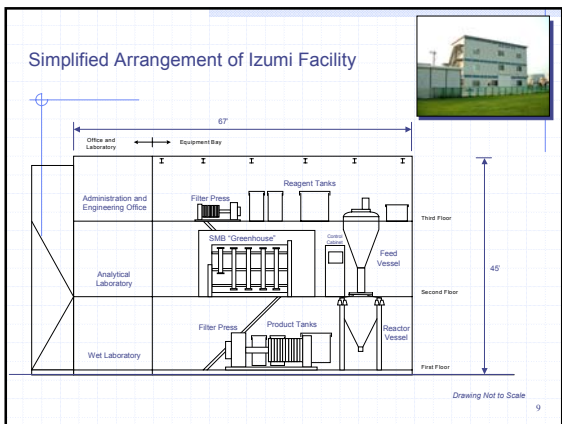 Simplified Arrangement of Izumi Facility
67'
Office and
Laboratory
Equipment Bay
Reagent Tanks
Administration and
Engineering Office
Filter Press
Third Floor
SMB "Greenhouse"
Control
Cabinet
Feed
Vessel
45'
Analytical
Laboratory
Second Floor
Filter Press
Product Tanks
Reactor
Vessel
Wet Laboratory
First Floor
Drawing Not to Scale
9